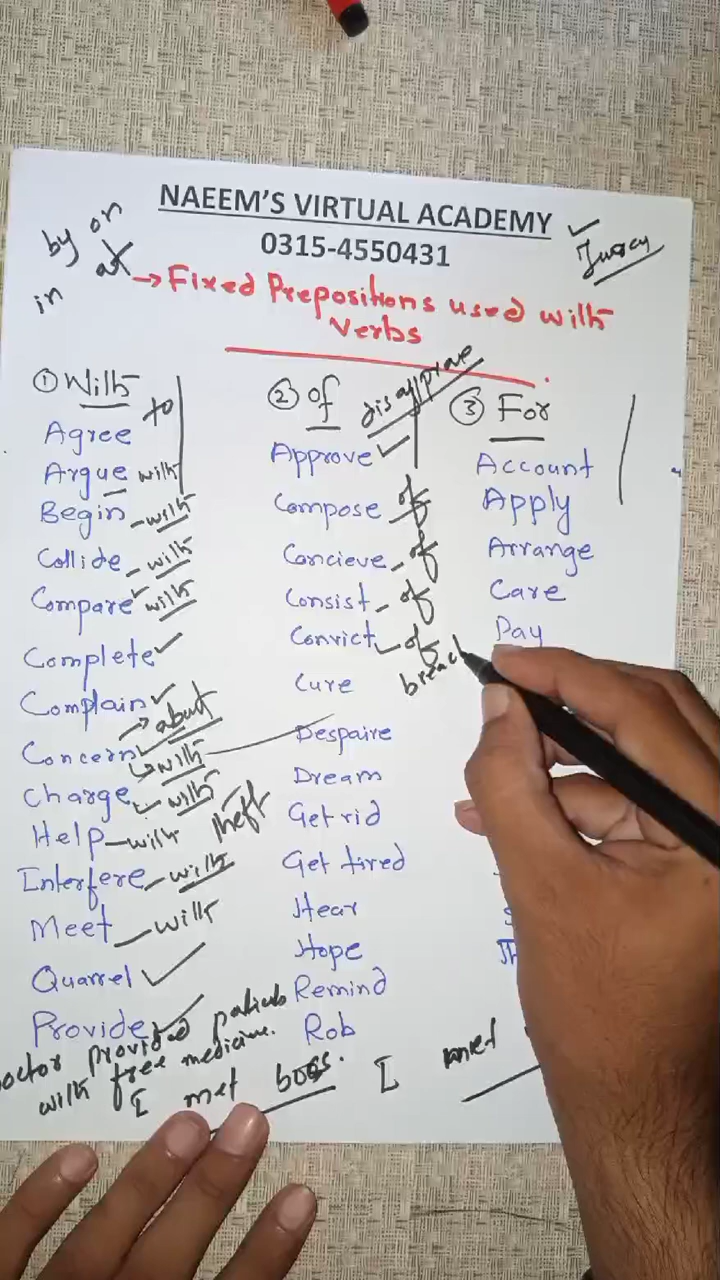 NAEEM'S VIRTUAL ACADEMY
0315-4550431
by on
in at
→ Fixed Prepositions used with
Verbs
① With
to
Agree
Argue with
Begin - with
Collide - with
Compare with
Complete
Complain
→ about
Concern
↳ with
Charge with
theft
Help - with
Interfere - with
Meet - with
Quarrel
Provide
Doctor provided patients
with free medicine.
I met boss.
I met
② of
disapprove
Approve
Compose of
Concieve - of
Consist - of
Convict - of
breach
Cure
Despaire
Dream
Get rid
Get tired
Hear
Hope
Remind
Rob
③ For
Account
Apply
Arrange
Care
Pay